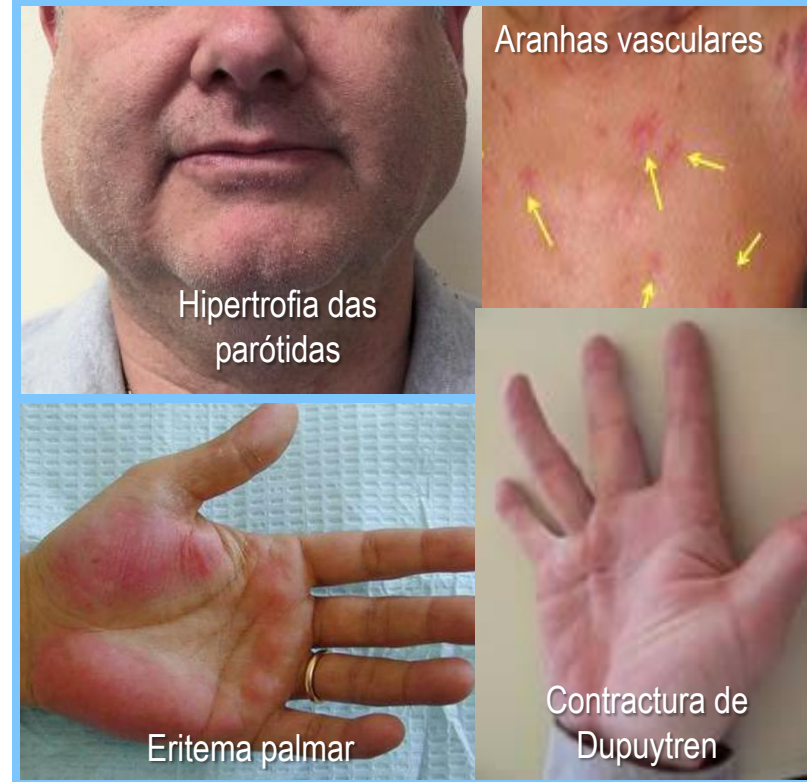 Aranhas vasculares
Hipertrofia das
parótidas
Eritema palmar
Contractura de
Dupuytren